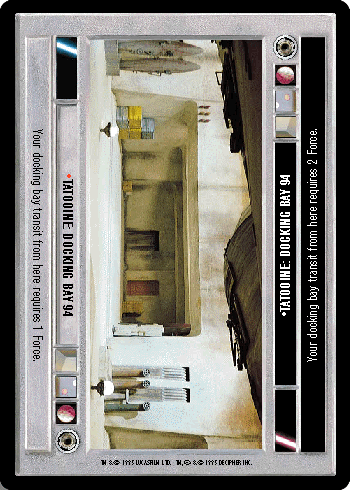 •TATOOINE: DOCKING BAY 94
Your docking bay transit from here requires 2 Force.
•TATOOINE: DOCKING BAY 94
Your docking bay transit from here requires 1 Force.
TM & © 1995 LUCASFILM LTD. TM, © & © 1995 DECIPHER INC.